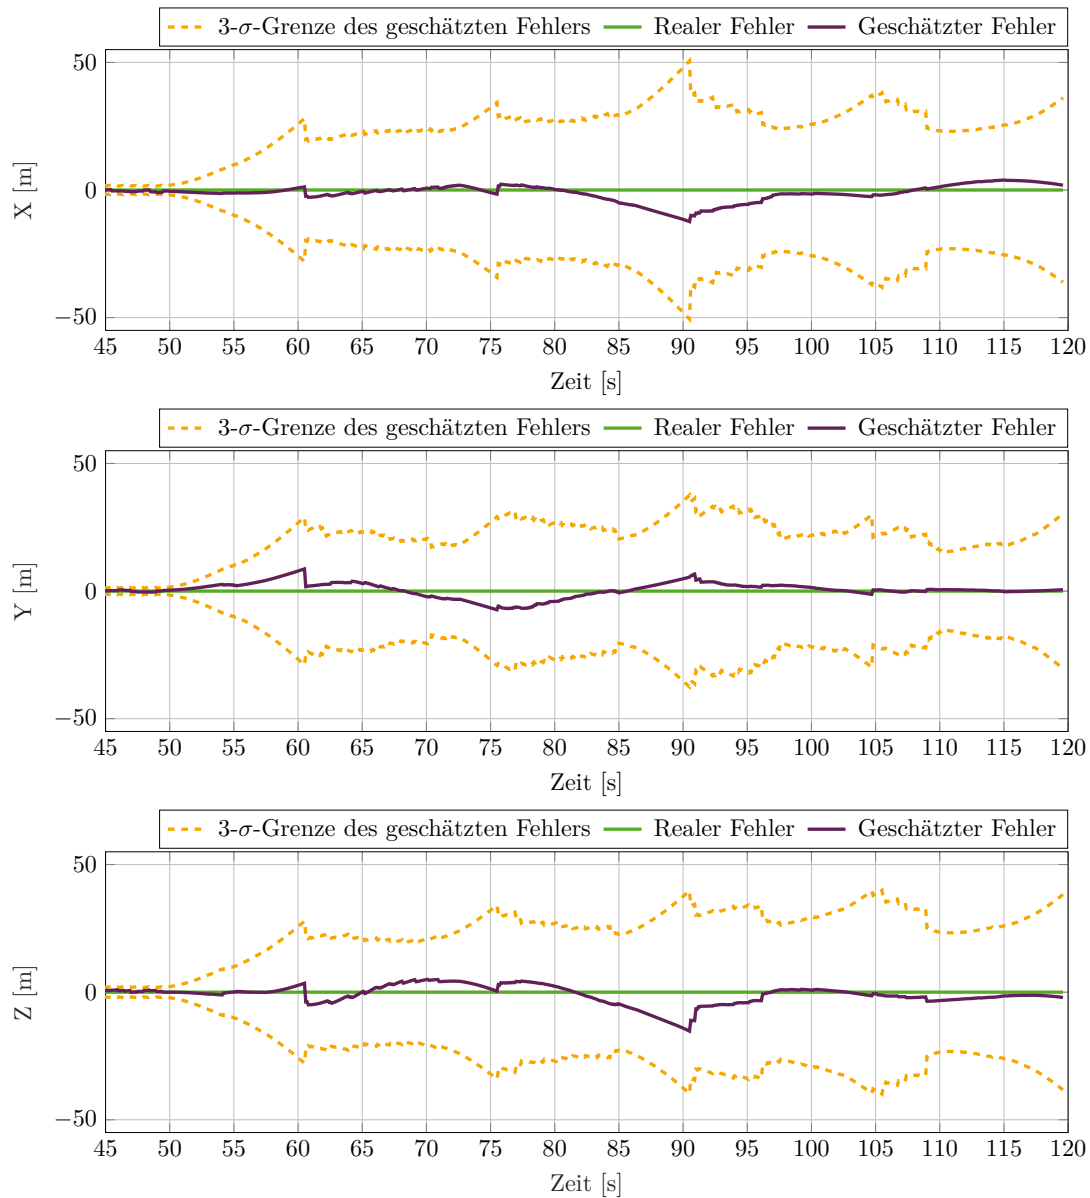 3-σ-Grenze des geschätzten Fehlers Realer Fehler Geschätzter Fehler
50
0
−50
X [m]
45 50 55 60 65 70 75 80 85 90 95 100 105 110 115 120
Zeit [s]
3-σ-Grenze des geschätzten Fehlers Realer Fehler Geschätzter Fehler
50
0
−50
Y [m]
45 50 55 60 65 70 75 80 85 90 95 100 105 110 115 120
Zeit [s]
3-σ-Grenze des geschätzten Fehlers Realer Fehler Geschätzter Fehler
50
0
−50
Z [m]
45 50 55 60 65 70 75 80 85 90 95 100 105 110 115 120
Zeit [s]